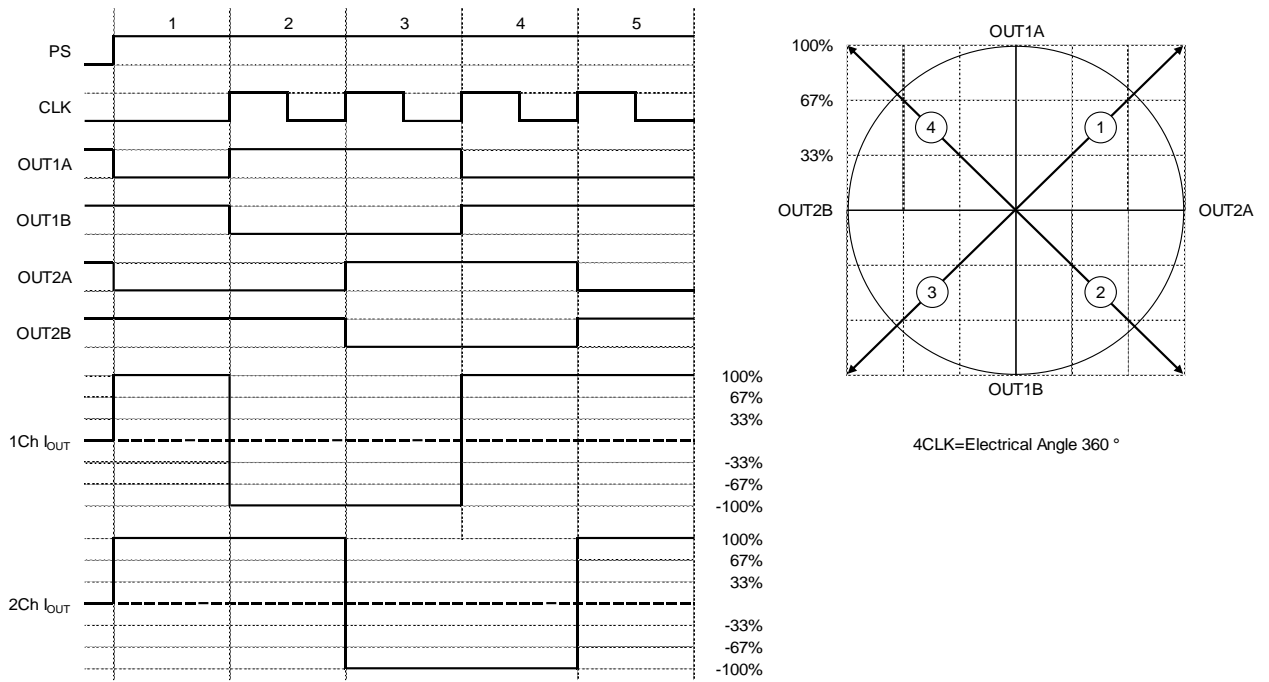 1 2 3 4 5
PS
CLK
OUT1A
OUT1B
OUT2A
OUT2B
1Ch IOUT
100%
67%
33%
-33%
-67%
-100%
2Ch IOUT
100%
67%
33%
-33%
-67%
-100%
OUT1A
100%
67%
33%
4
1
OUT2B
OUT2A
3
2
OUT1B
4CLK=Electrical Angle 360 °